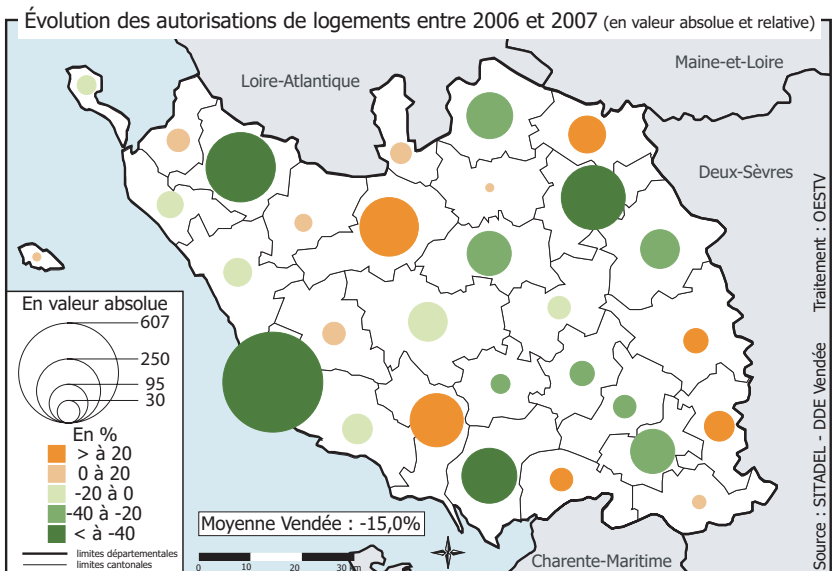 Évolution des autorisations de logements entre 2006 et 2007 (en valeur absolue et relative)
Maine-et-Loire
Loire-Atlantique
Deux-Sèvres
En valeur absolue
607
250
95
30
En %
> à 20
0 à 20
-20 à 0
-40 à -20
< à -40
limites départementales
limites cantonales
Moyenne Vendée : -15,0%
0 10 20 30 km
Charente-Maritime
Source : SITADEL - DDE Vendée Traitement : OESTV